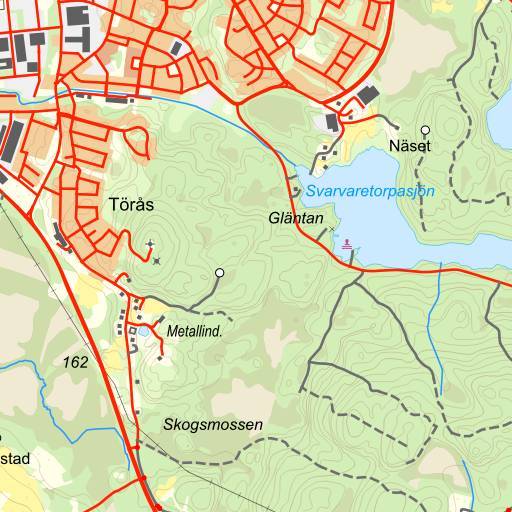 Näset
Svarvaretorpasjön
Törås
Gläntan
Metallind.
162
Skogsmossen
stad